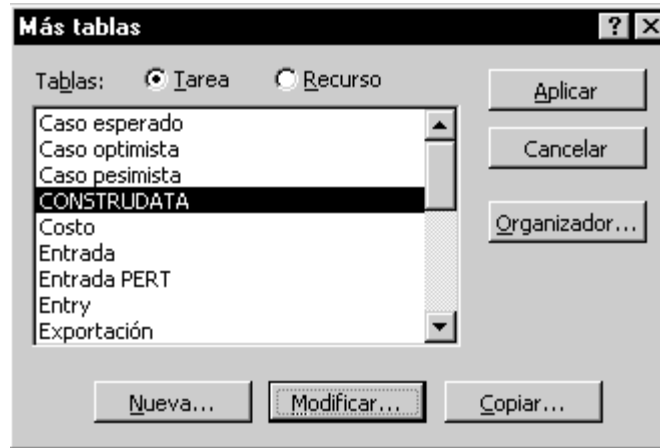 Más tablas
Tablas: Tarea Recurso
Caso esperado
Caso optimista
Caso pesimista
CONSTRUDATA
Costo
Entrada
Entrada PERT
Entry
Exportación
Aplicar
Cancelar
Organizador...
Nueva... Modificar... Copiar...